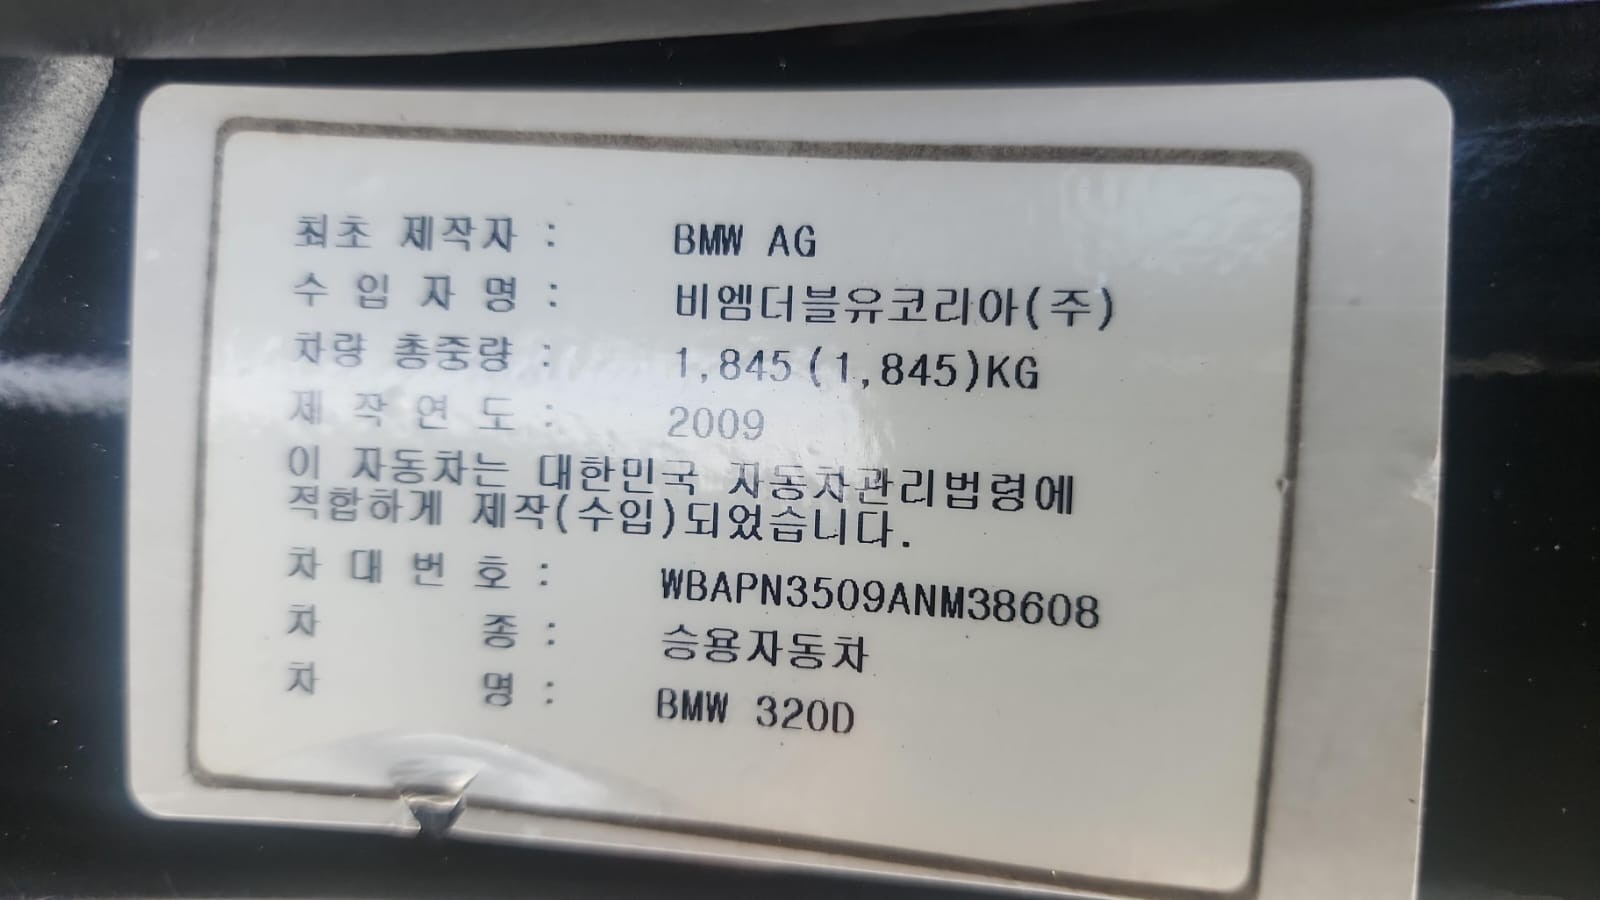 최초 제작자 : BMW AG
수 입 자 명 : 비엠더블유코리아(주)
차량 총중량 : 1,845(1,845)KG
제 작 연 도 : 2009
이 자동차는 대한민국 자동차관리법령에
적합하게 제작(수입)되었습니다.
차 대 번 호 : WBAPN3509ANM38608
차 종 : 승용자동차
차 명 : BMW 320D